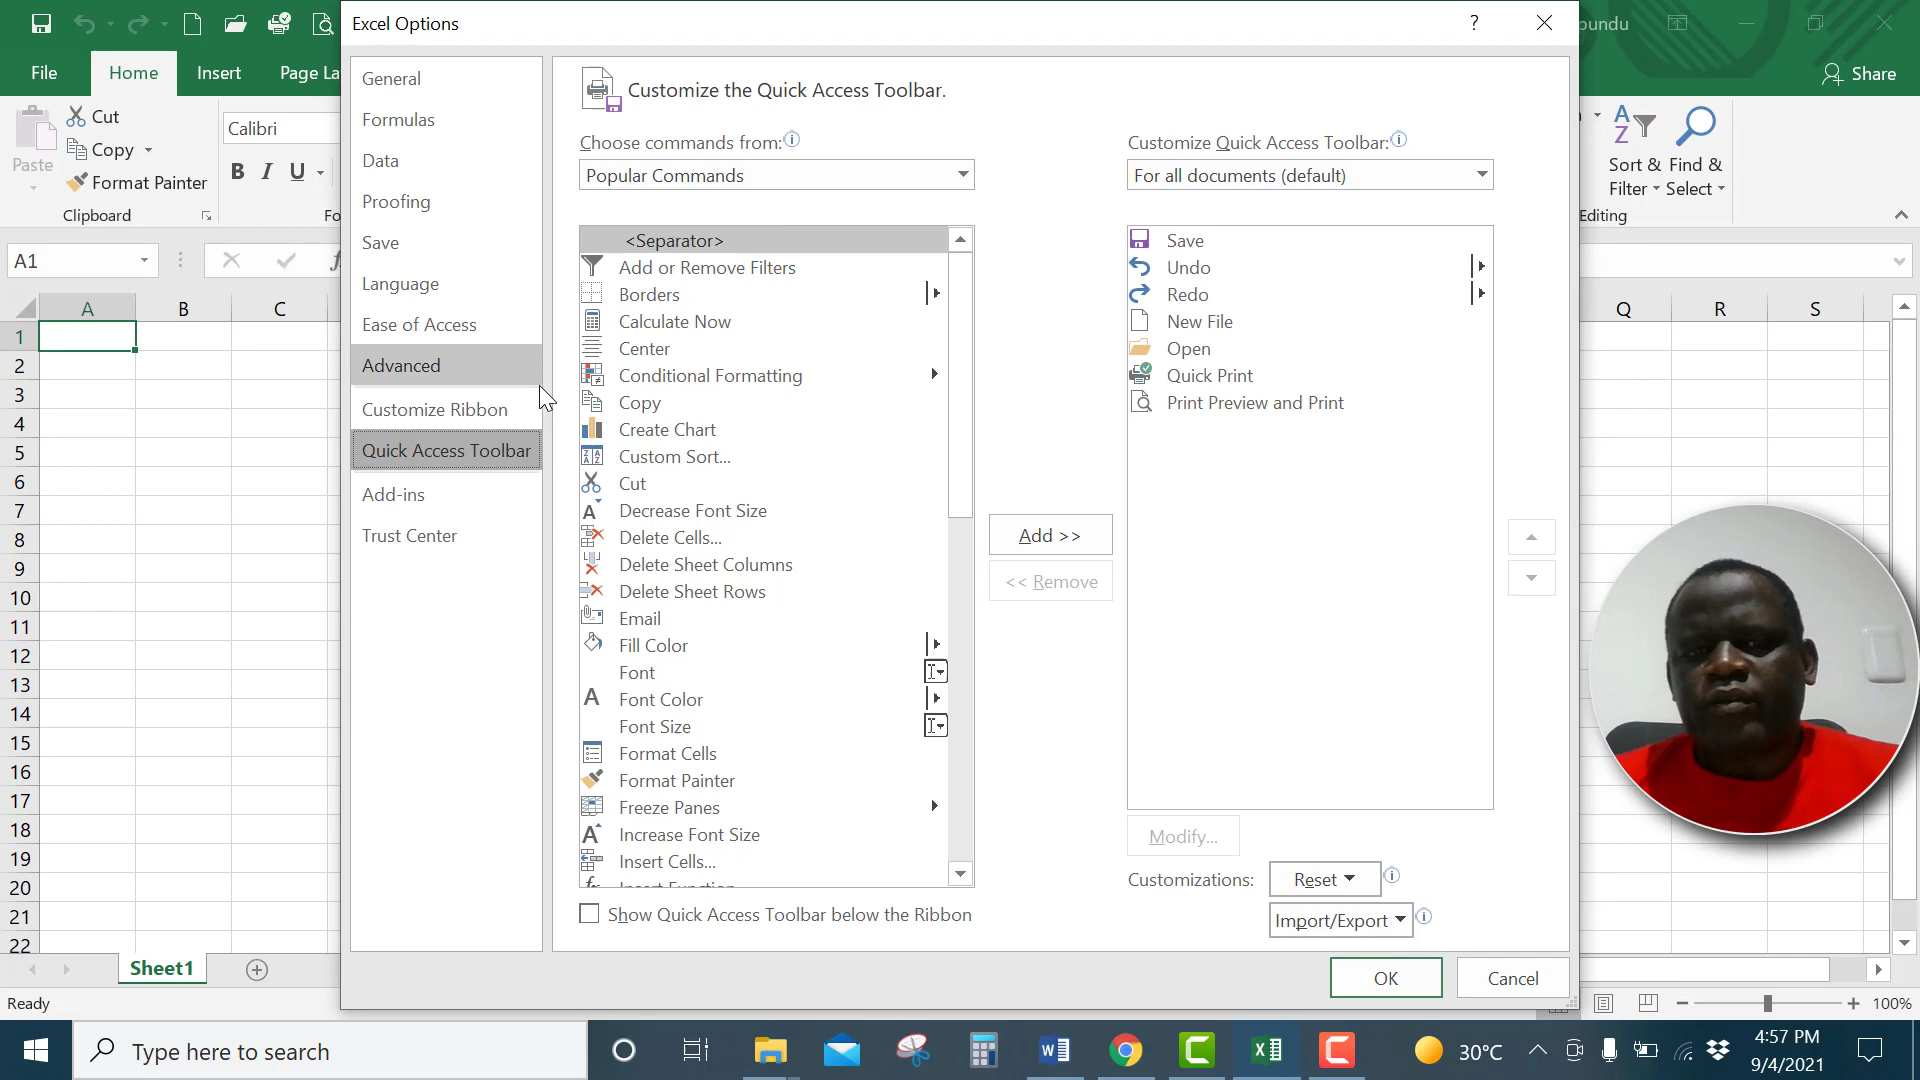 Excel Options
?
pundu
File
Home
Insert
Page La
Share
Paste
Cut
Copy
Format Painter
Clipboard
Calibri
B I U
Fo
Sort & Filter
Find & Select
Editing
A1
A B C
Q R S
1
2
3
4
5
6
7
8
9
10
11
12
13
14
15
16
17
18
19
20
21
22
General
Formulas
Data
Proofing
Save
Language
Ease of Access
Advanced
Customize Ribbon
Quick Access Toolbar
Add-ins
Trust Center
Customize the Quick Access Toolbar.
Choose commands from:
Popular Commands
<Separator>
Add or Remove Filters
Borders
Calculate Now
Center
Conditional Formatting
Copy
Create Chart
Custom Sort...
Cut
Decrease Font Size
Delete Cells...
Delete Sheet Columns
Delete Sheet Rows
Email
Fill Color
Font
Font Color
Font Size
Format Cells
Format Painter
Freeze Panes
Increase Font Size
Insert Cells...
Insert Function
Show Quick Access Toolbar below the Ribbon
Add >>
<< Remove
Customize Quick Access Toolbar:
For all documents (default)
Save
Undo
Redo
New File
Open
Quick Print
Print Preview and Print
Modify...
Customizations:
Reset
Import/Export
OK
Cancel
Sheet1
Ready
100%
Type here to search
30°C
4:57 PM
9/4/2021